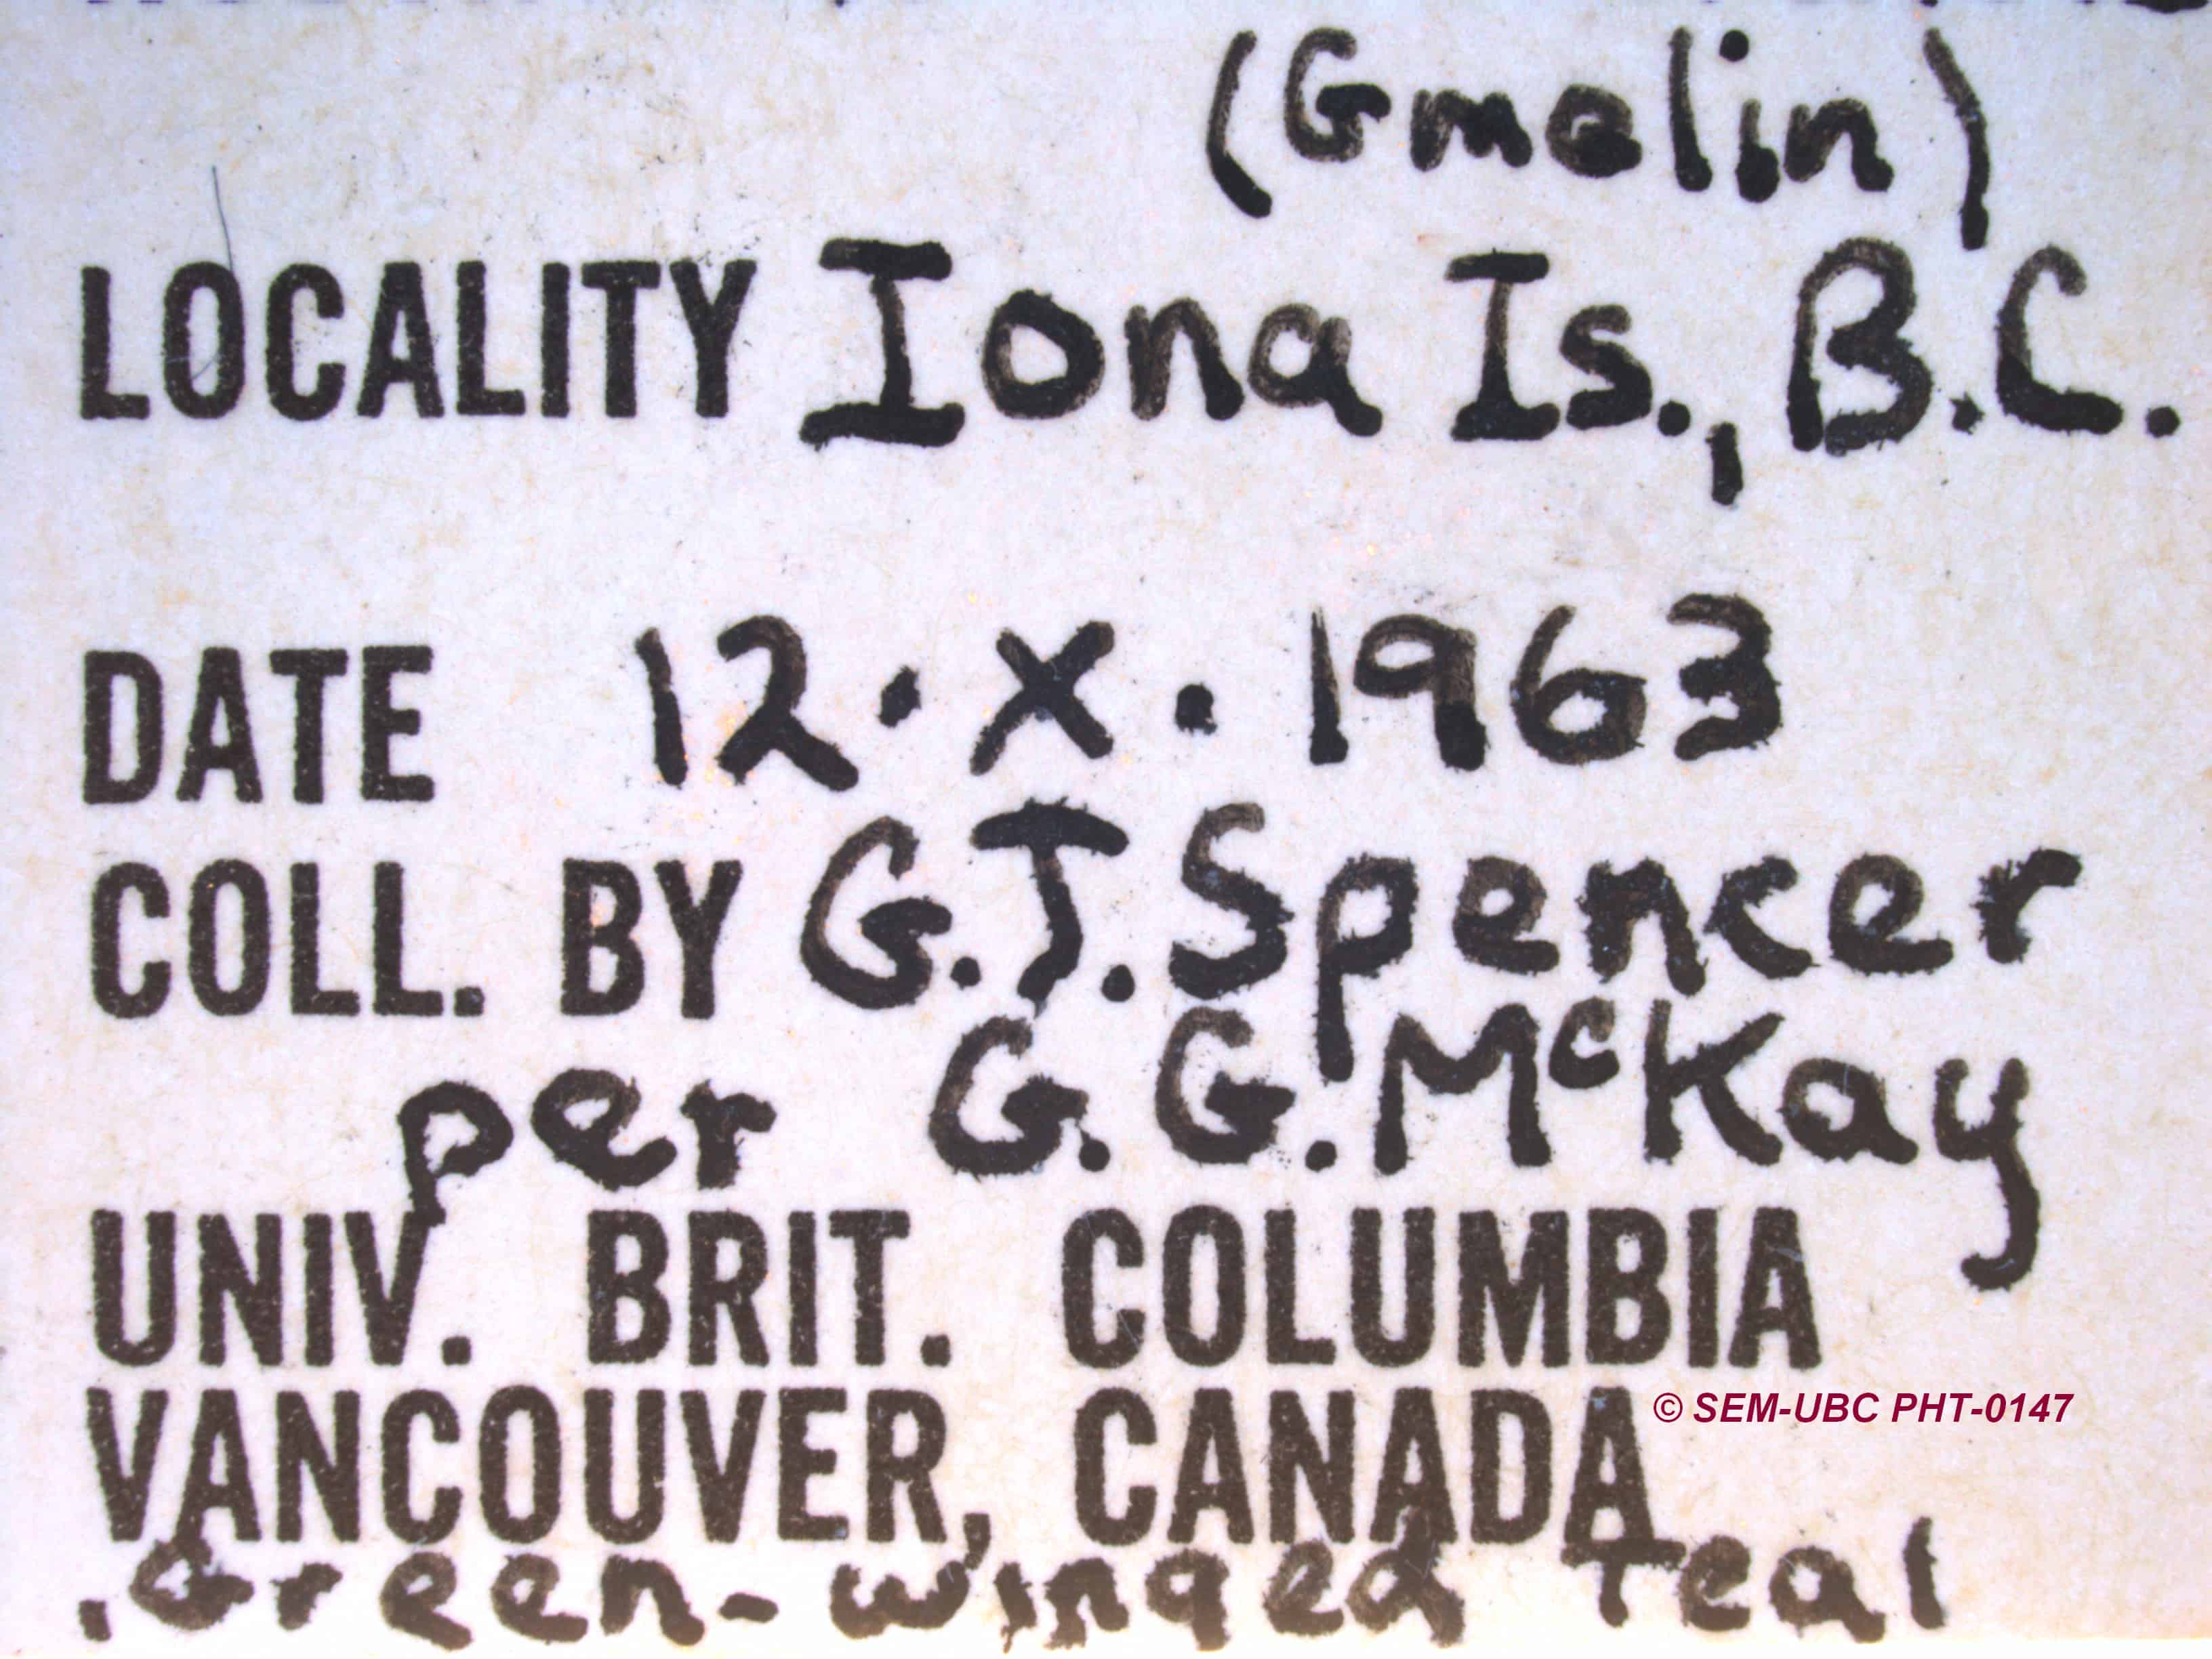 (Gmelin)
LOCALITY Iona Is., B.C.
DATE 12.X.1963
COLL. BY G.J.Spencer
per G.G.McKay
UNIV. BRIT. COLUMBIA
VANCOUVER, CANADA
© SEM-UBC PHT-0147
Green-winged Teal